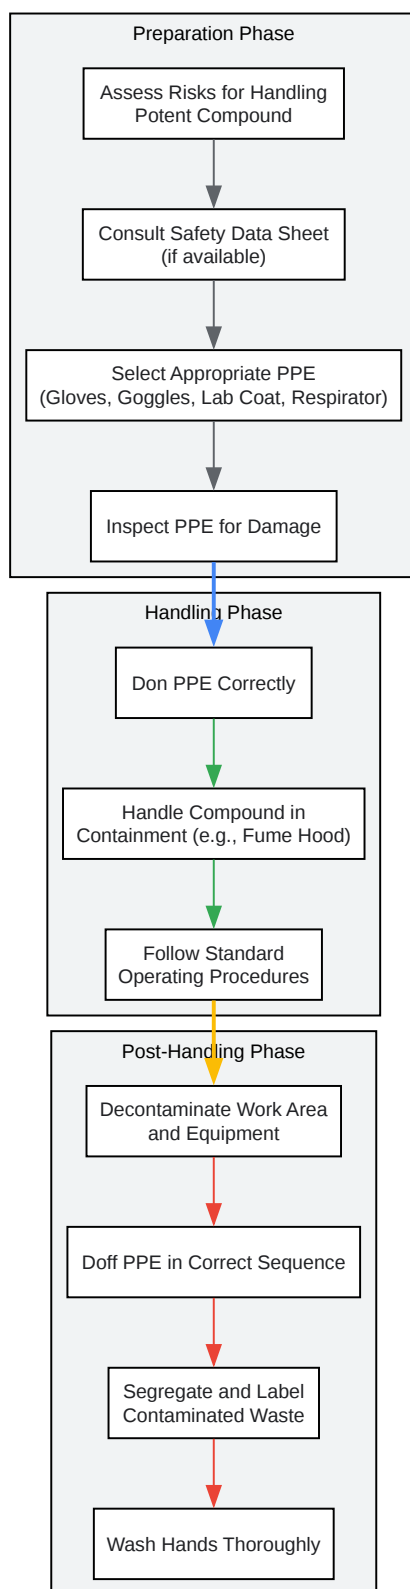 Preparation Phase
Assess Risks for Handling
Potent Compound
Consult Safety Data Sheet
(if available)
Select Appropriate PPE
(Gloves, Goggles, Lab Coat, Respirator)
Inspect PPE for Damage
Handling Phase
Don PPE Correctly
Handle Compound in
Containment (e.g., Fume Hood)
Follow Standard
Operating Procedures
Post-Handling Phase
Decontaminate Work Area
and Equipment
Doff PPE in Correct Sequence
Segregate and Label
Contaminated Waste
Wash Hands Thoroughly